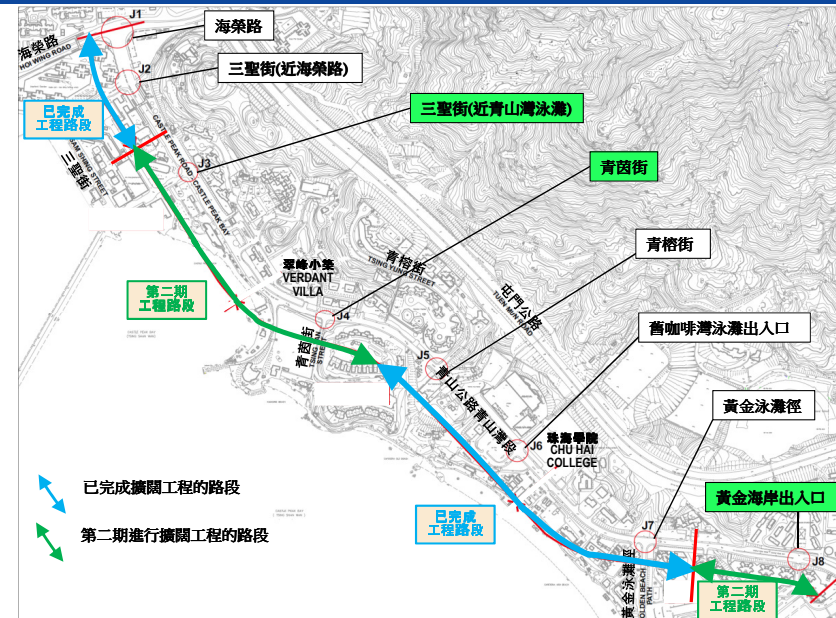 J1
海榮路
海榮路
HOI WING ROAD
J2
三聖街(近海榮路)
已完成
工程路段
三聖街(近青山灣泳灘)
CASTLE PEAK ROAD - CASTLE PEAK BAY
SAM SHING STREET
三聖街
J3
青茵街
青榕街
青榕街
TSING YUNG STREET
翠峰小築
VERDANT
VILLA
第二期
工程路段
屯門公路
TUEN MUN ROAD
J4
青茵街
TSING YAN
STREET
舊咖啡灣泳灘出入口
J5
青山公路青山灣段
黃金泳灘徑
J6
珠海學院
CHU HAI
COLLEGE
已完成擴闊工程的路段
黃金海岸出入口
已完成
工程路段
第二期進行擴闊工程的路段
J7
J8
黃金泳灘徑
GOLDEN BEACH
PATH
第二期
工程路段